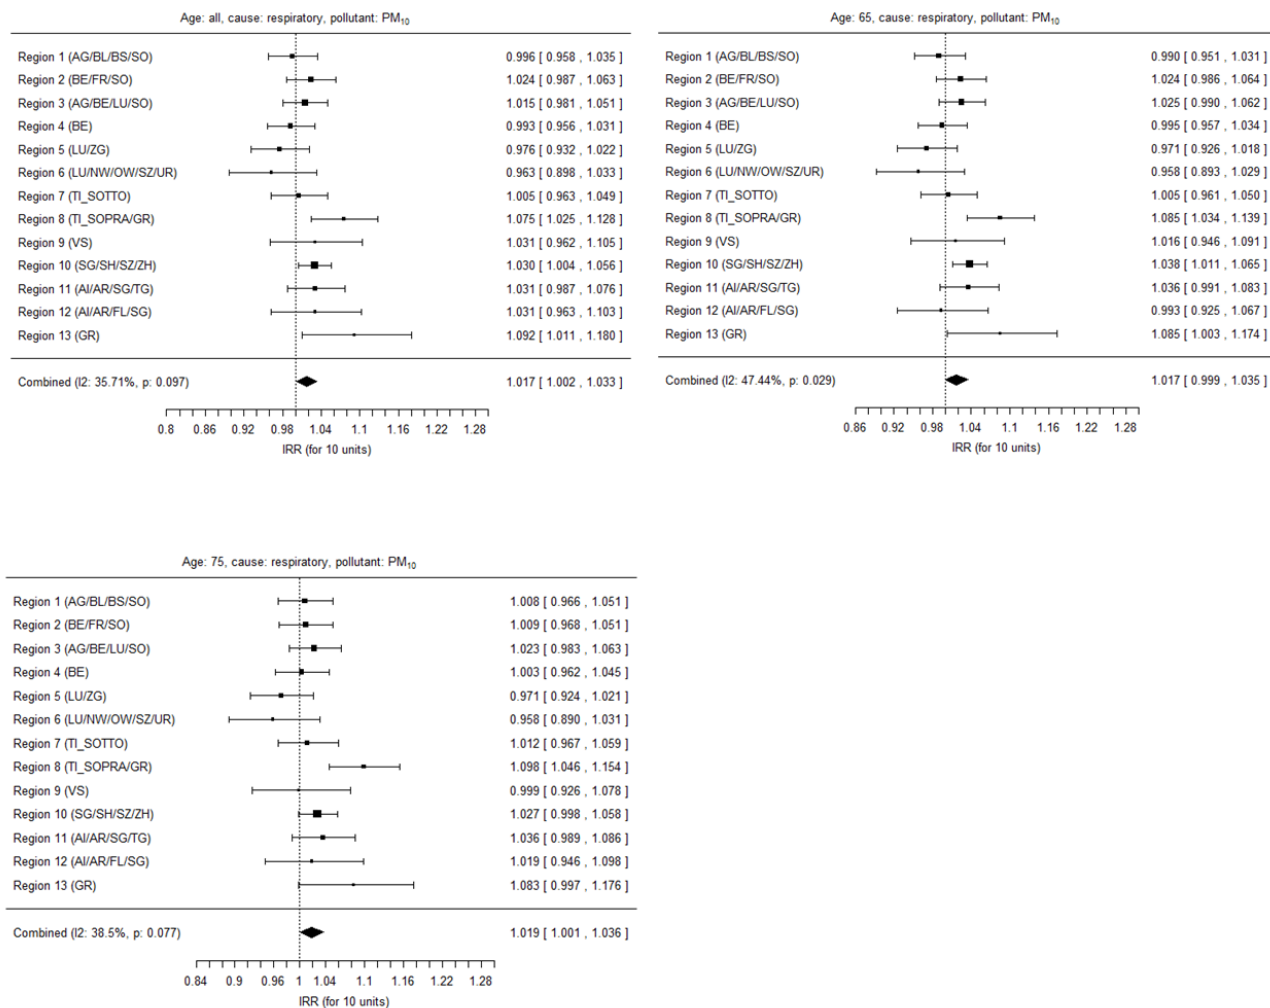 Age: all, cause: respiratory, pollutant: PM₁₀
Region 1 (AG/BL/BS/SO) 0.996 [ 0.958 , 1.035 ]
Region 2 (BE/FR/SO) 1.024 [ 0.987 , 1.063 ]
Region 3 (AG/BE/LU/SO) 1.015 [ 0.981 , 1.051 ]
Region 4 (BE) 0.993 [ 0.956 , 1.031 ]
Region 5 (LU/ZG) 0.976 [ 0.932 , 1.022 ]
Region 6 (LU/NW/OW/SZ/UR) 0.963 [ 0.898 , 1.033 ]
Region 7 (TI_SOTTO) 1.005 [ 0.963 , 1.049 ]
Region 8 (TI_SOPRA/GR) 1.075 [ 1.025 , 1.128 ]
Region 9 (VS) 1.031 [ 0.962 , 1.105 ]
Region 10 (SG/SH/SZ/ZH) 1.030 [ 1.004 , 1.056 ]
Region 11 (AI/AR/SG/TG) 1.031 [ 0.987 , 1.076 ]
Region 12 (AI/AR/FL/SG) 1.031 [ 0.963 , 1.103 ]
Region 13 (GR) 1.092 [ 1.011 , 1.180 ]
Combined (I2: 35.71%, p: 0.097) 1.017 [ 1.002 , 1.033 ]
0.8 0.86 0.92 0.98 1.04 1.1 1.16 1.22 1.28
IRR (for 10 units)
Age: 65, cause: respiratory, pollutant: PM₁₀
Region 1 (AG/BL/BS/SO) 0.990 [ 0.951 , 1.031 ]
Region 2 (BE/FR/SO) 1.024 [ 0.986 , 1.064 ]
Region 3 (AG/BE/LU/SO) 1.025 [ 0.990 , 1.062 ]
Region 4 (BE) 0.995 [ 0.957 , 1.034 ]
Region 5 (LU/ZG) 0.971 [ 0.926 , 1.018 ]
Region 6 (LU/NW/OW/SZ/UR) 0.958 [ 0.893 , 1.029 ]
Region 7 (TI_SOTTO) 1.005 [ 0.961 , 1.050 ]
Region 8 (TI_SOPRA/GR) 1.085 [ 1.034 , 1.139 ]
Region 9 (VS) 1.016 [ 0.946 , 1.091 ]
Region 10 (SG/SH/SZ/ZH) 1.038 [ 1.011 , 1.065 ]
Region 11 (AI/AR/SG/TG) 1.036 [ 0.991 , 1.083 ]
Region 12 (AI/AR/FL/SG) 0.993 [ 0.925 , 1.067 ]
Region 13 (GR) 1.085 [ 1.003 , 1.174 ]
Combined (I2: 47.44%, p: 0.029) 1.017 [ 0.999 , 1.035 ]
0.86 0.92 0.98 1.04 1.1 1.16 1.22 1.28
IRR (for 10 units)
Age: 75, cause: respiratory, pollutant: PM₁₀
Region 1 (AG/BL/BS/SO) 1.008 [ 0.966 , 1.051 ]
Region 2 (BE/FR/SO) 1.009 [ 0.968 , 1.051 ]
Region 3 (AG/BE/LU/SO) 1.023 [ 0.983 , 1.063 ]
Region 4 (BE) 1.003 [ 0.962 , 1.045 ]
Region 5 (LU/ZG) 0.971 [ 0.924 , 1.021 ]
Region 6 (LU/NW/OW/SZ/UR) 0.958 [ 0.890 , 1.031 ]
Region 7 (TI_SOTTO) 1.012 [ 0.967 , 1.059 ]
Region 8 (TI_SOPRA/GR) 1.098 [ 1.046 , 1.154 ]
Region 9 (VS) 0.999 [ 0.926 , 1.078 ]
Region 10 (SG/SH/SZ/ZH) 1.027 [ 0.998 , 1.058 ]
Region 11 (AI/AR/SG/TG) 1.036 [ 0.989 , 1.086 ]
Region 12 (AI/AR/FL/SG) 1.019 [ 0.946 , 1.098 ]
Region 13 (GR) 1.083 [ 0.997 , 1.176 ]
Combined (I2: 38.5%, p: 0.077) 1.019 [ 1.001 , 1.036 ]
0.84 0.9 0.96 1 1.04 1.1 1.16 1.22 1.28
IRR (for 10 units)